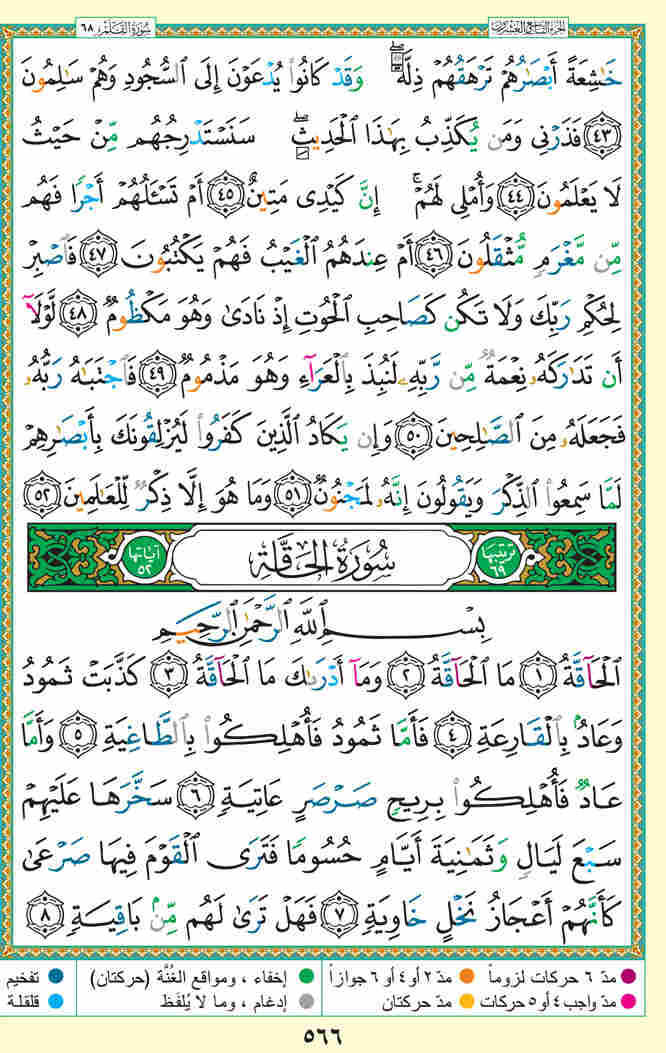 الجزء التاسع والعشرون
سُورَةُ القَلَم ٦٨
خَٰشِعَةً أَبۡصَٰرُهُمۡ تَرۡهَقُهُمۡ ذِلَّةٞۖ وَقَدۡ كَانُواْ يُدۡعَوۡنَ إِلَى ٱلسُّجُودِ وَهُمۡ سَٰلِمُونَ
٤٣ فَذَرۡنِي وَمَن يُكَذِّبُ بِهَٰذَا ٱلۡحَدِيثِۖ سَنَسۡتَدۡرِجُهُم مِّنۡ حَيۡثُ
لَا يَعۡلَمُونَ ٤٤ وَأُمۡلِي لَهُمۡۚ إِنَّ كَيۡدِي مَتِينٌ ٤٥ أَمۡ تَسۡـَٔلُهُمۡ أَجۡرٗا فَهُم
مِّن مَّغۡرَمٖ مُّثۡقَلُونَ ٤٦ أَمۡ عِندَهُمُ ٱلۡغَيۡبُ فَهُمۡ يَكۡتُبُونَ ٤٧ فَٱصۡبِرۡ
لِحُكۡمِ رَبِّكَ وَلَا تَكُن كَصَاحِبِ ٱلۡحُوتِ إِذۡ نَادَىٰ وَهُوَ مَكۡظُومٞ ٤٨ لَّوۡلَآ
أَن تَدَٰرَكَهُۥ نِعۡمَةٞ مِّن رَّبِّهِۦ لَنُبِذَ بِٱلۡعَرَآءِ وَهُوَ مَذۡمُومٞ ٤٩ فَٱجۡتَبَٰهُ رَبُّهُۥ
فَجَعَلَهُۥ مِنَ ٱلصَّٰلِحِينَ ٥٠ وَإِن يَكَادُ ٱلَّذِينَ كَفَرُواْ لَيُزۡلِقُونَكَ بِأَبۡصَٰرِهِمۡ
لَمَّا سَمِعُواْ ٱلذِّكۡرَ وَيَقُولُونَ إِنَّهُۥ لَمَجۡنُونٞ ٥١ وَمَا هُوَ إِلَّا ذِكۡرٞ لِّلۡعَٰلَمِينَ ٥٢
ترتيبها ٦٩ سُورَةُ الحَاقَّة آياتها ٥٢
بِسۡمِ ٱللَّهِ ٱلرَّحۡمَٰنِ ٱلرَّحِيمِ
ٱلۡحَآقَّةُ ١ مَا ٱلۡحَآقَّةُ ٢ وَمَآ أَدۡرَىٰكَ مَا ٱلۡحَآقَّةُ ٣ كَذَّبَتۡ ثَمُودُ
وَعَادُۢ بِٱلۡقَارِعَةِ ٤ فَأَمَّا ثَمُودُ فَأُهۡلِكُواْ بِٱلطَّاغِيَةِ ٥ وَأَمَّا
عَادٞ فَأُهۡلِكُواْ بِرِيحٖ صَرۡصَرٍ عَاتِيَةٖ ٦ سَخَّرَهَا عَلَيۡهِمۡ
سَبۡعَ لَيَالٖ وَثَمَٰنِيَةَ أَيَّامٍ حُسُومٗا فَتَرَى ٱلۡقَوۡمَ فِيهَا صَرۡعَىٰ
كَأَنَّهُمۡ أَعۡجَازُ نَخۡلٍ خَاوِيَةٖ ٧ فَهَلۡ تَرَىٰ لَهُم مِّنۢ بَاقِيَةٖ ٨
مدّ ٦ حركات لزوماً مدّ ٢ أو ٤ أو ٦ جوازاً إخفاء ، ومواقع الغُنَّة (حركتان) تفخيم
مدّ واجب ٤ أو ٥ حركات مدّ حركتان إدغام ، وما لا يُلفَظ قلقلة
٥٦٦